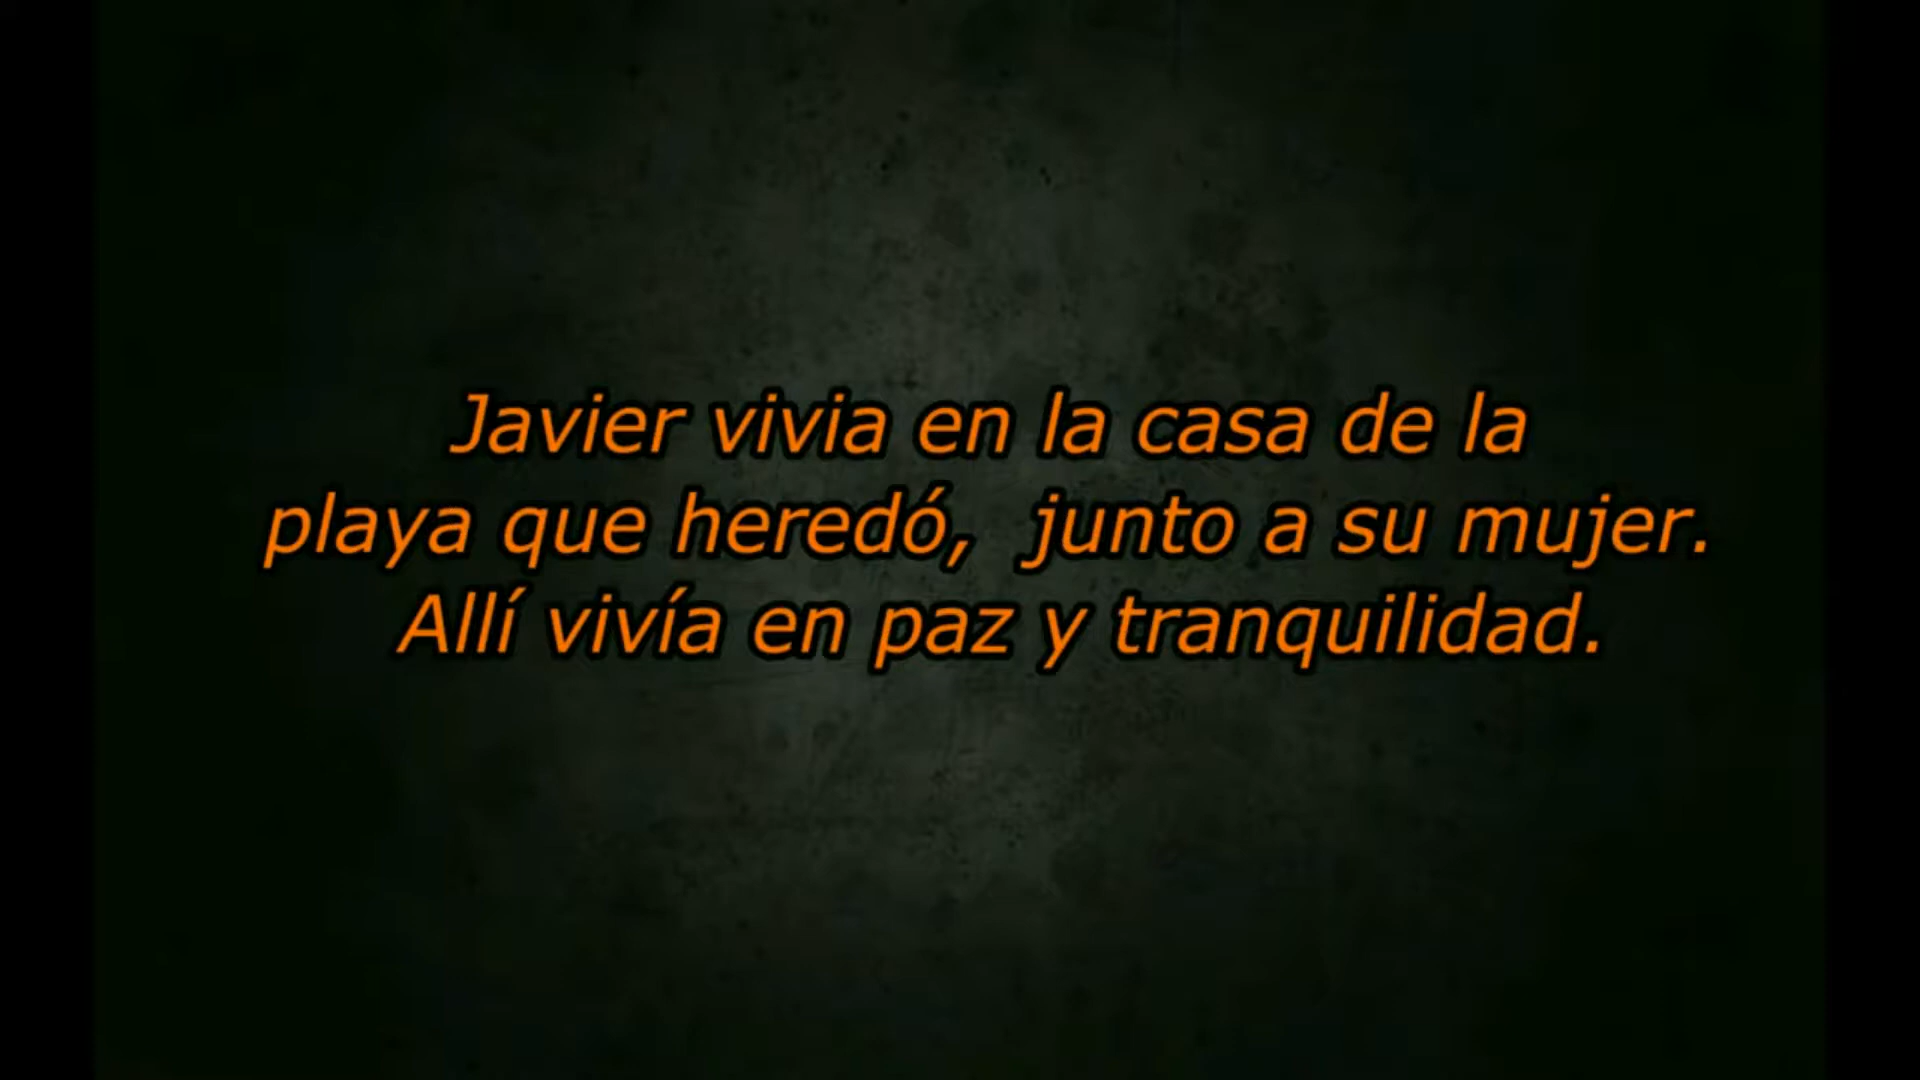 Javier vivia en la casa de la
playa que heredó, junto a su mujer.
Allí vivía en paz y tranquilidad.